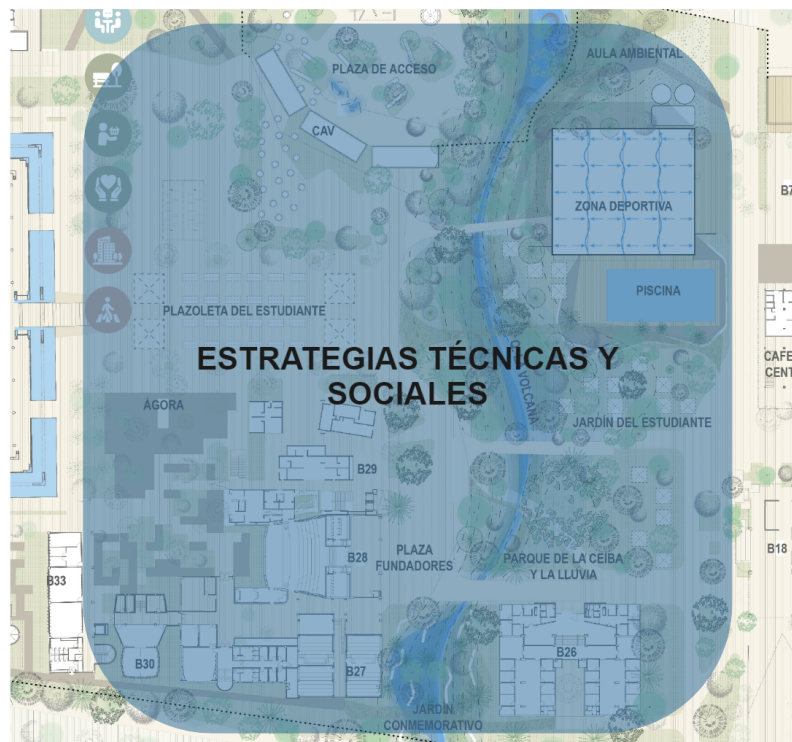 PLAZA DE ACCESO
AULA AMBIENTAL
CAV
ZONA DEPORTIVA
B7
PISCINA
PLAZOLETA DEL ESTUDIANTE
ESTRATEGIAS TÉCNICAS Y
SOCIALES
VOLCANA
CAFE
CENT
ÁGORA
JARDÍN DEL ESTUDIANTE
B29
B28
PLAZA
FUNDADORES
PARQUE DE LA CEIBA
Y LA LLUVIA
B18
B33
B30
B27
B26
JARDÍN
CONMEMORATIVO